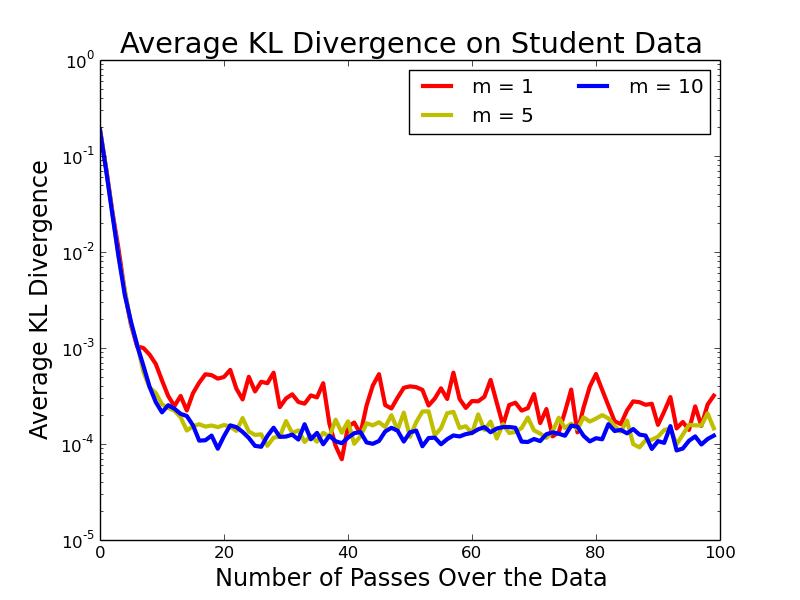 Average KL Divergence on Student Data
m = 1
m = 5
m = 10
Average KL Divergence
10^0
10^-1
10^-2
10^-3
10^-4
10^-5
0 20 40 60 80 100
Number of Passes Over the Data